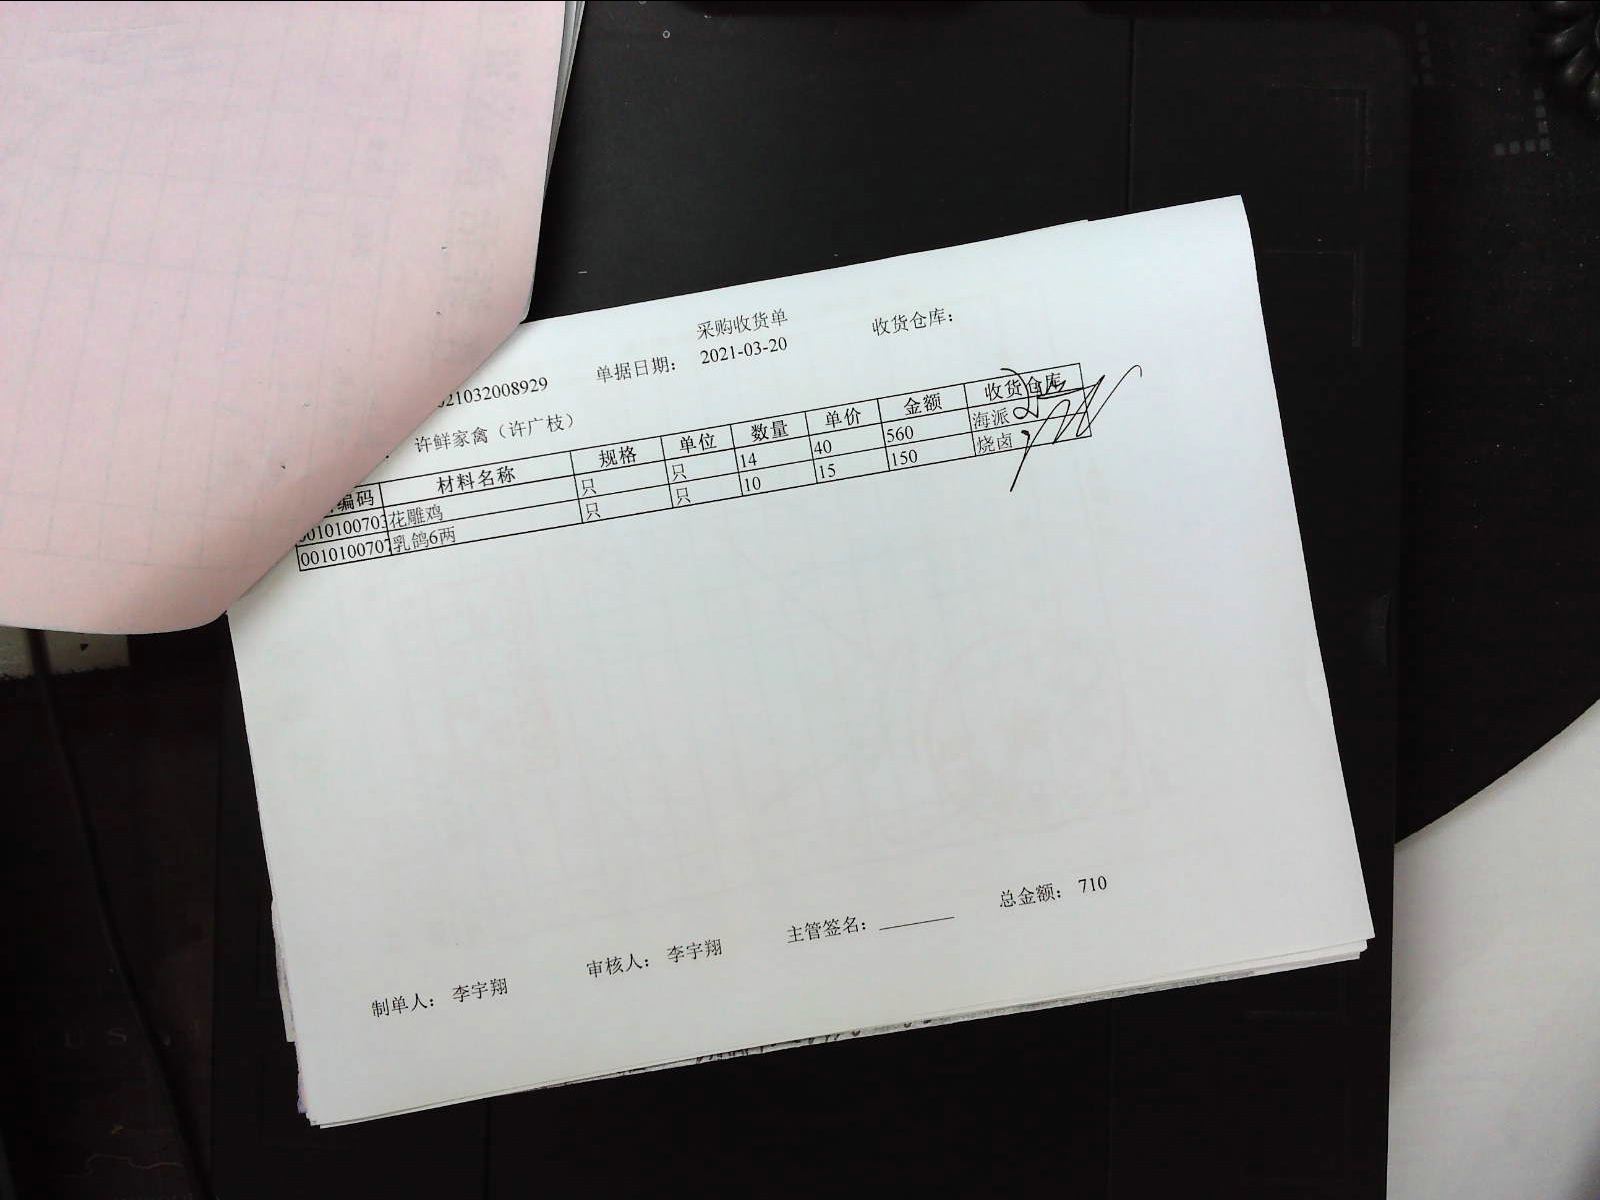 采购收货单
021032008929 单据日期： 2021-03-20 收货仓库：
许鲜家禽（许广枝）
编码 材料名称 规格 单位 数量 单价 金额 收货仓库
0010100703 花雕鸡 只 只 14 40 560 海派
0010100707 乳鸽6两 只 只 10 15 150 烧卤
制单人： 李宇翔 审核人： 李宇翔 主管签名： 总金额： 710